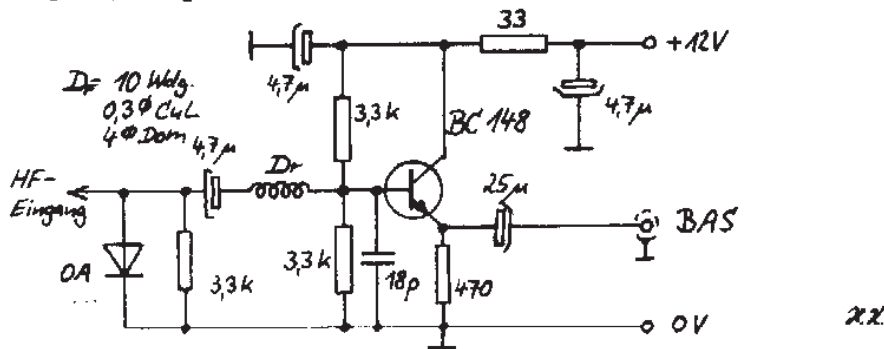 33
+12V
4,7µ
Dr= 10 Wdg.
0,3⌀ CuL
4⌀ Dorn
3,3k
4,7µ
BC 148
4,7µ
Dr
HF-
Eingang
25µ
BAS
OA
3,3k
3,3k
18p
470
0V